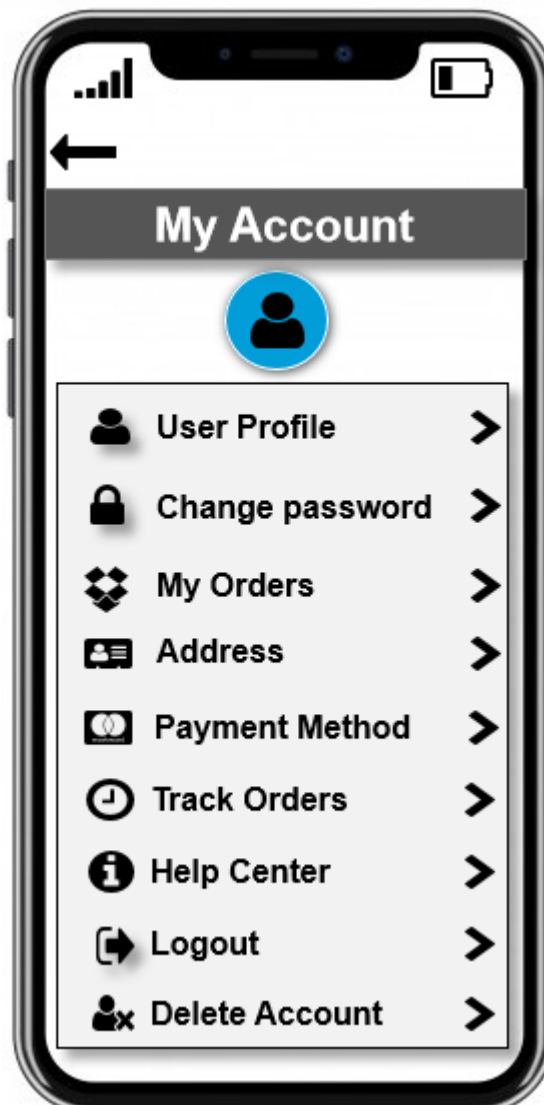 My Account
User Profile
Change password
My Orders
Address
Payment Method
Track Orders
Help Center
Logout
Delete Account